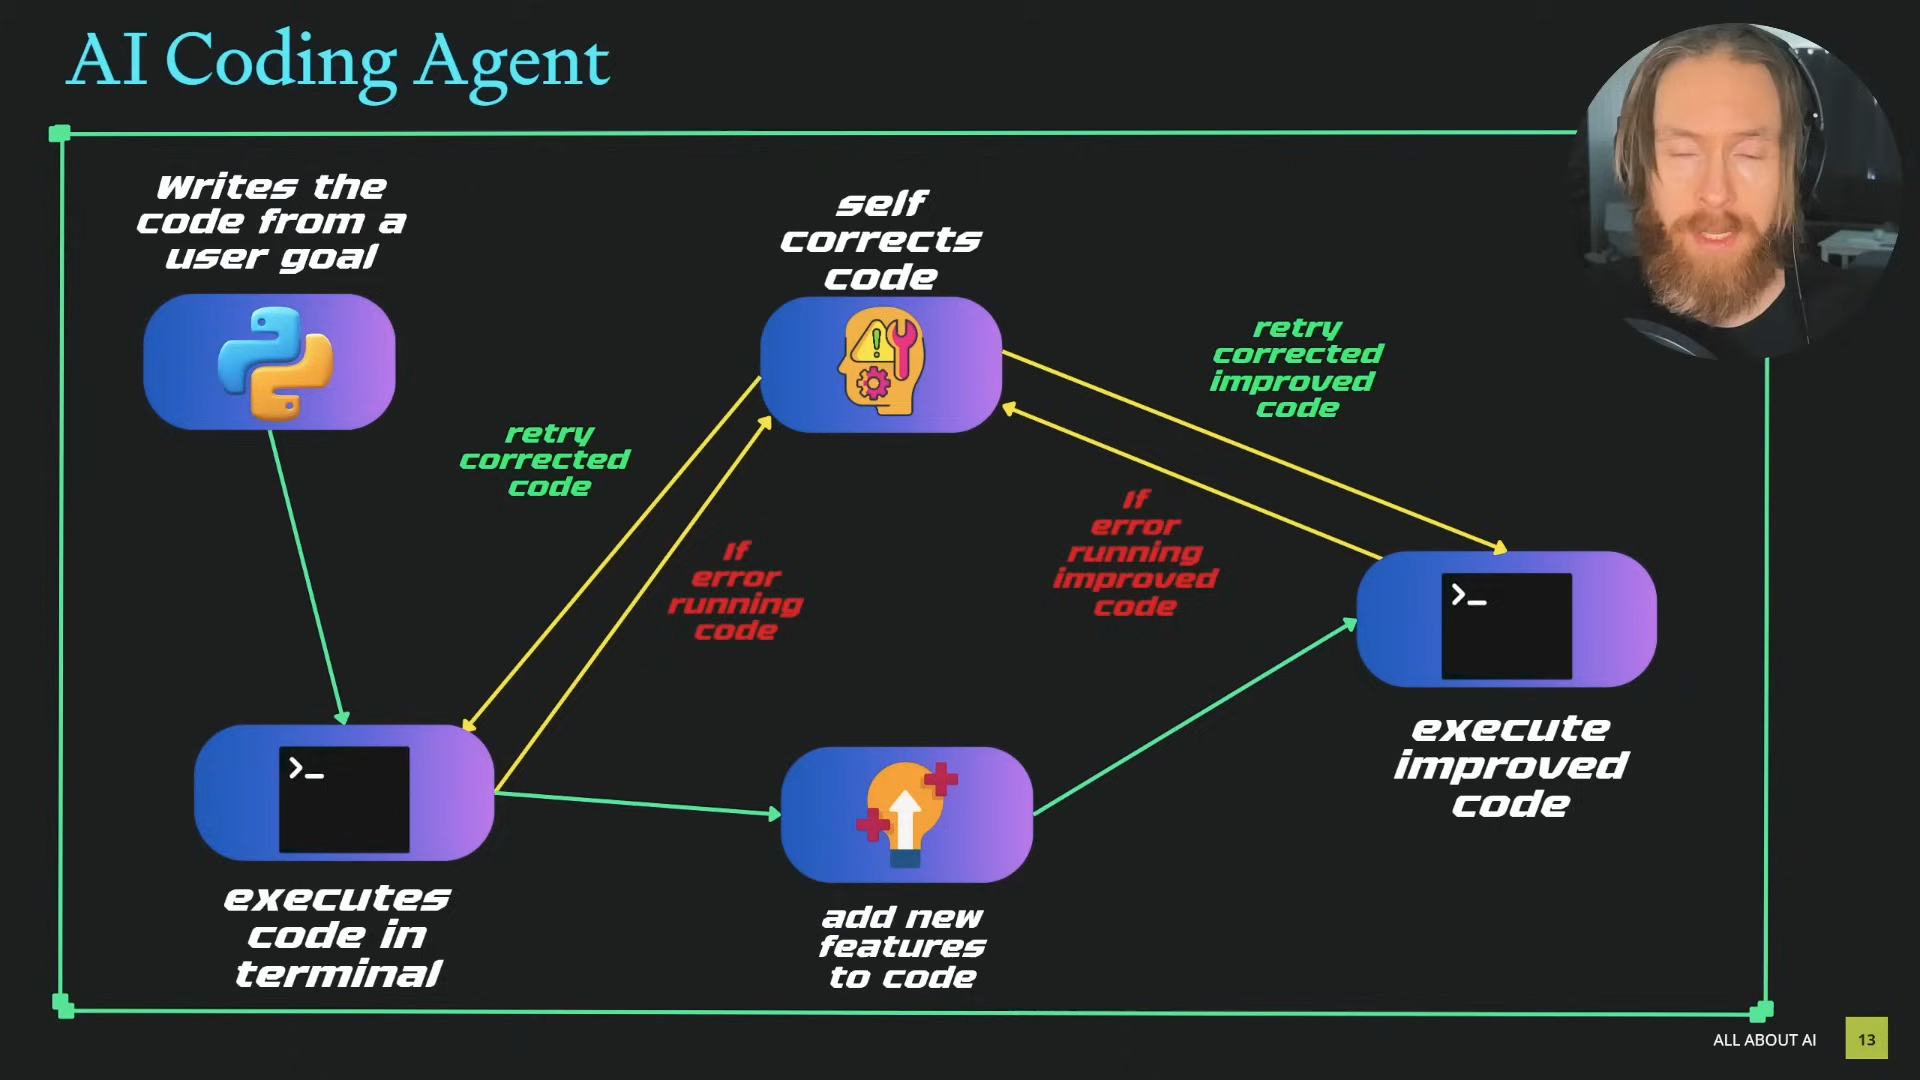 AI Coding Agent
Writes the
code from a
user goal
self
corrects
code
retry
corrected
improved
code
retry
corrected
code
If
error
running
improved
code
If
error
running
code
>_
>_
execute
improved
code
executes
code in
terminal
add new
features
to code
ALL ABOUT AI
13